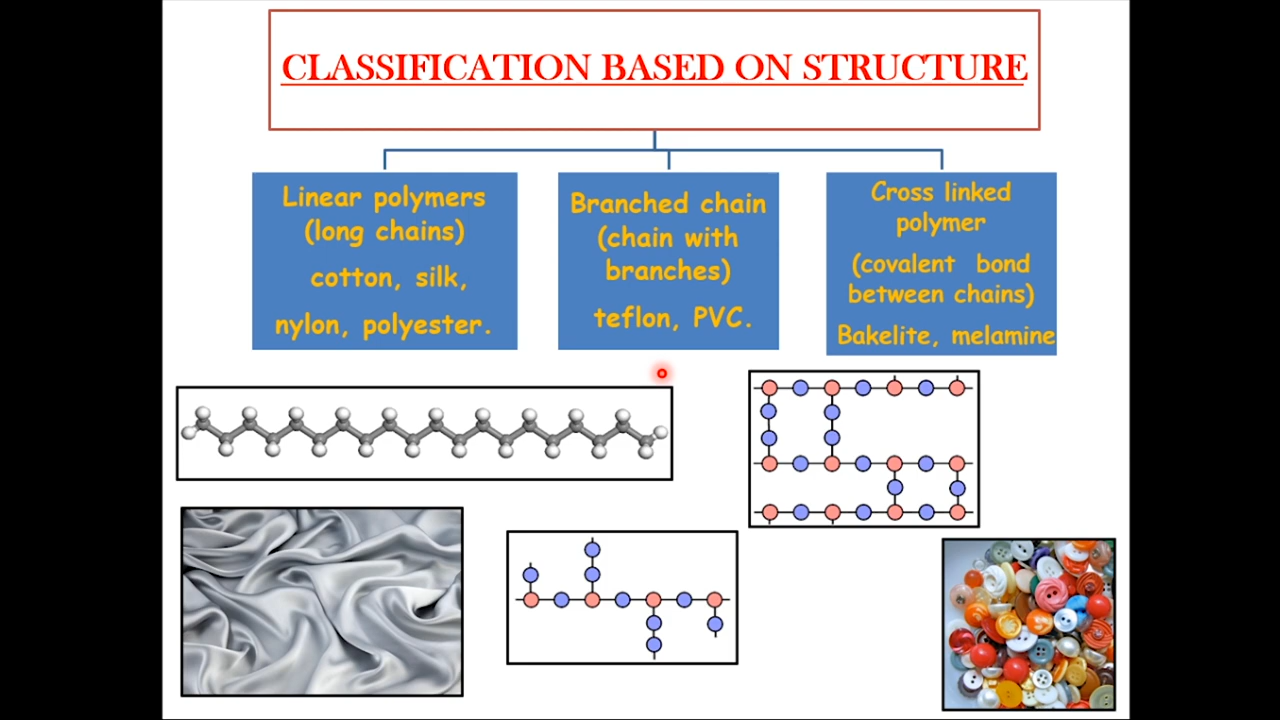 CLASSIFICATION BASED ON STRUCTURE
Linear polymers
(long chains)
cotton, silk,
nylon, polyester.
Branched chain
(chain with
branches)
teflon, PVC.
Cross linked
polymer
(covalent bond
between chains)
Bakelite, melamine